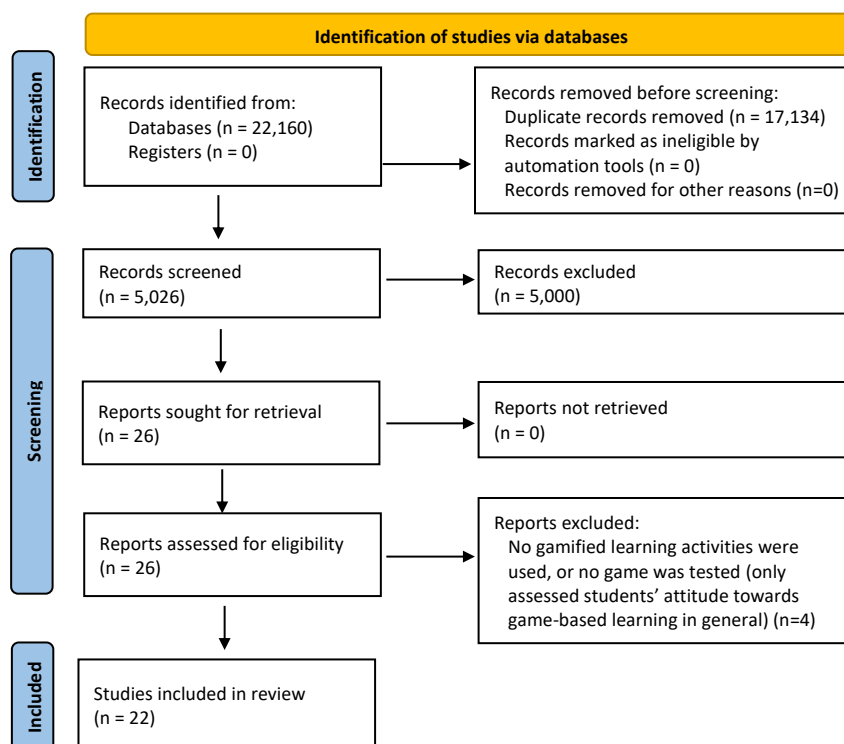 Identification of studies via databases
Identification
Records identified from:
Databases (n = 22,160)
Registers (n = 0)
Records removed before screening:
Duplicate records removed (n = 17,134)
Records marked as ineligible by
automation tools (n = 0)
Records removed for other reasons (n=0)
Screening
Records screened
(n = 5,026)
Records excluded
(n = 5,000)
Reports sought for retrieval
(n = 26)
Reports not retrieved
(n = 0)
Reports assessed for eligibility
(n = 26)
Reports excluded:
No gamified learning activities were
used, or no game was tested (only
assessed students’ attitude towards
game-based learning in general) (n=4)
Included
Studies included in review
(n = 22)